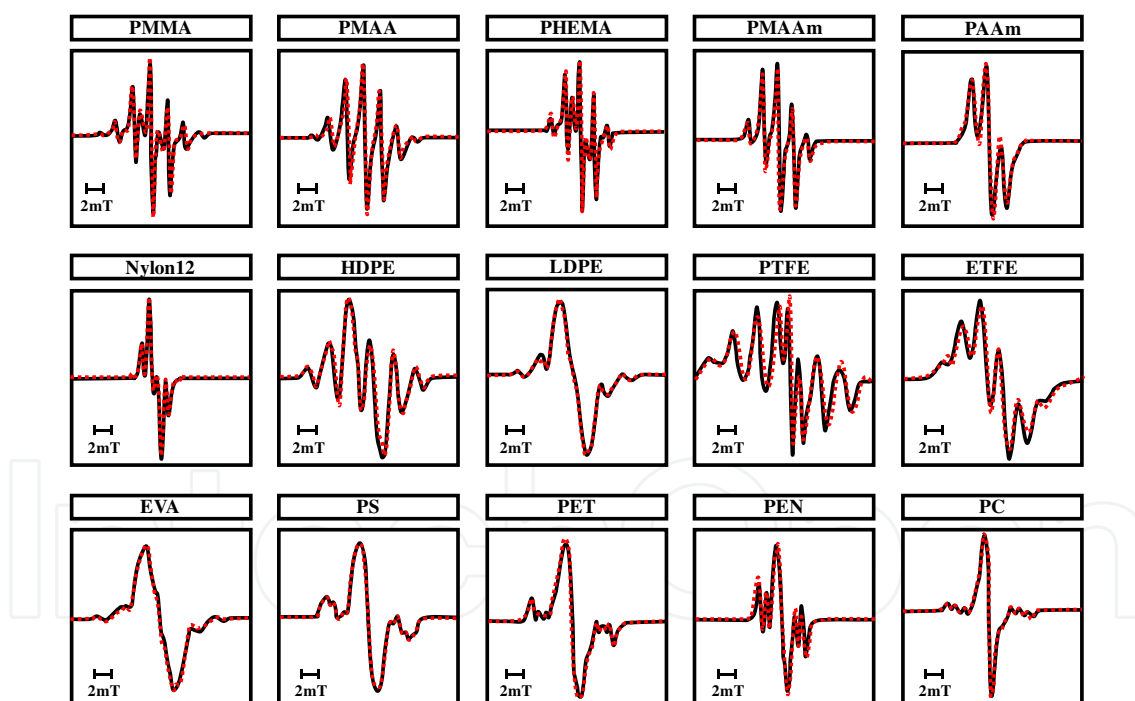 PMMA PMAA PHEMA PMAAm PAAm
2mT 2mT 2mT 2mT 2mT
Nylon12 HDPE LDPE PTFE ETFE
2mT 2mT 2mT 2mT 2mT
EVA PS PET PEN PC
2mT 2mT 2mT 2mT 2mT